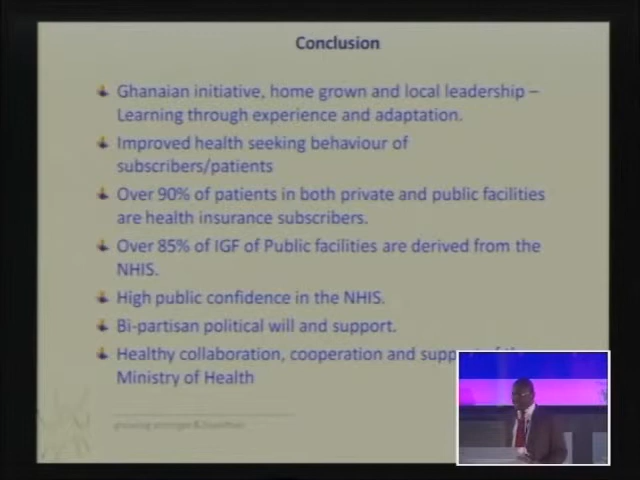 Conclusion
Ghanaian initiative, home grown and local leadership –
Learning through experience and adaptation.
Improved health seeking behaviour of
subscribers/patients
Over 90% of patients in both private and public facilities
are health insurance subscribers.
Over 85% of IGF of Public facilities are derived from the
NHIS.
High public confidence in the NHIS.
Bi-partisan political will and support.
Healthy collaboration, cooperation and
Ministry of Health